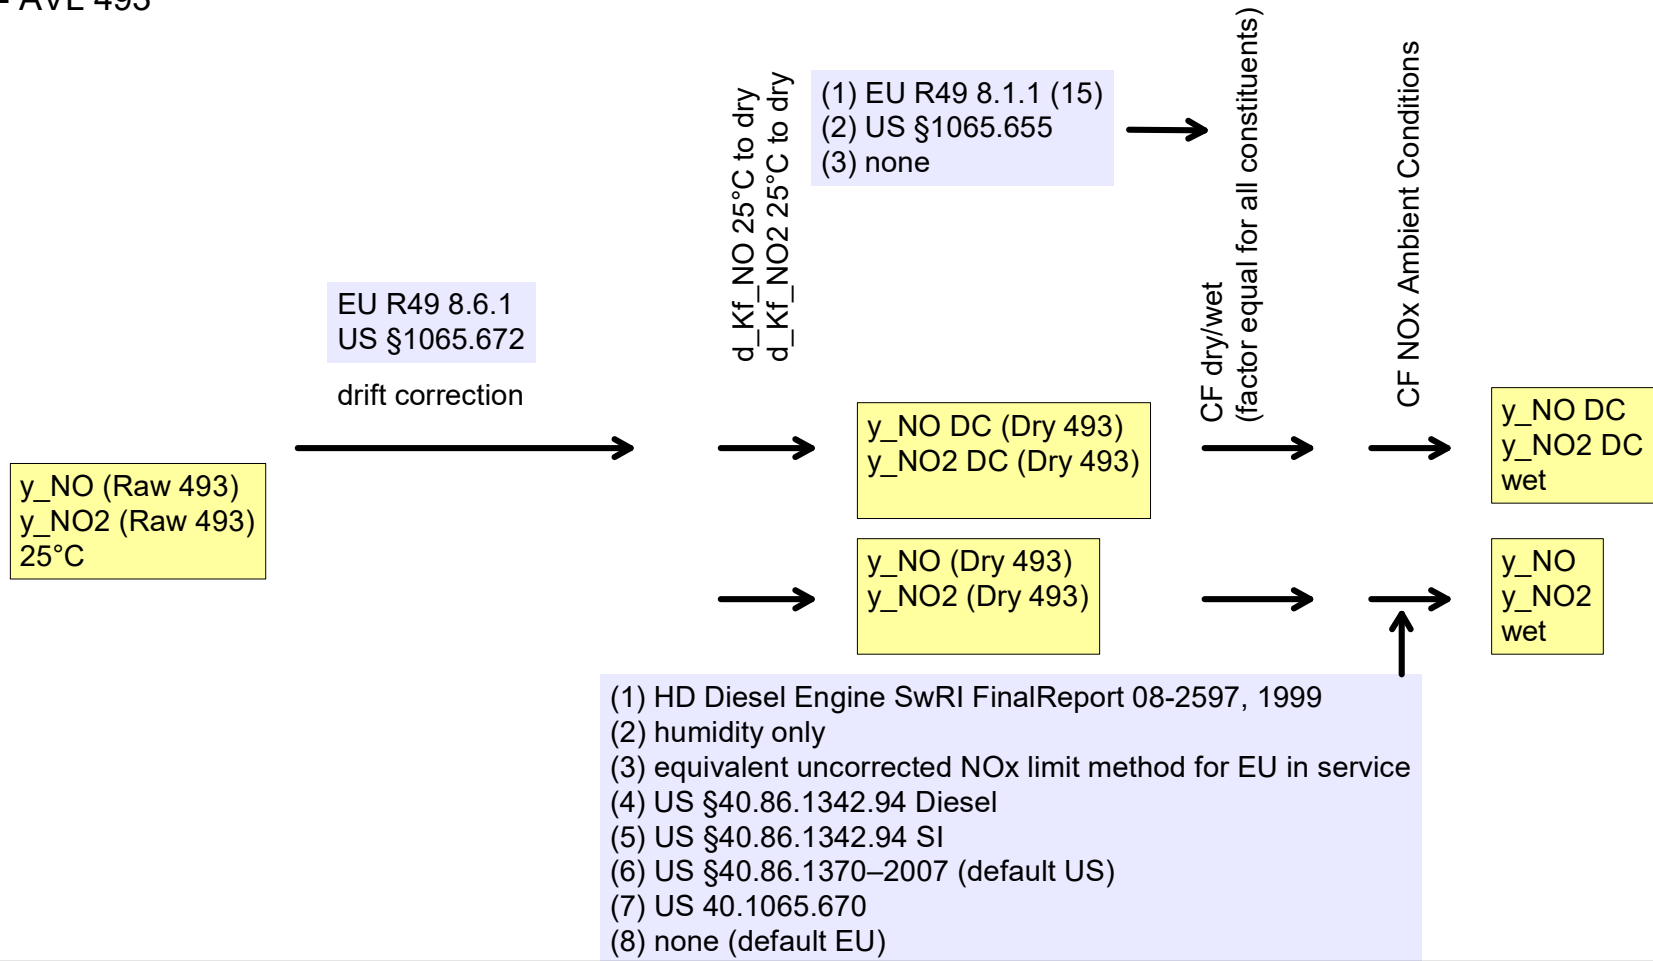 - AVL 493
d_Kf_NO 25°C to dry
d_Kf_NO2 25°C to dry
(1) EU R49 8.1.1 (15)
(2) US §1065.655
(3) none
CF dry/wet
(factor equal for all constituents)
CF NOx Ambient Conditions
EU R49 8.6.1
US §1065.672
drift correction
y_NO (Raw 493)
y_NO2 (Raw 493)
25°C
y_NO DC (Dry 493)
y_NO2 DC (Dry 493)
y_NO DC
y_NO2 DC
wet
y_NO (Dry 493)
y_NO2 (Dry 493)
y_NO
y_NO2
wet
(1) HD Diesel Engine SwRI FinalReport 08-2597, 1999
(2) humidity only
(3) equivalent uncorrected NOx limit method for EU in service
(4) US §40.86.1342.94 Diesel
(5) US §40.86.1342.94 SI
(6) US §40.86.1370–2007 (default US)
(7) US 40.1065.670
(8) none (default EU)